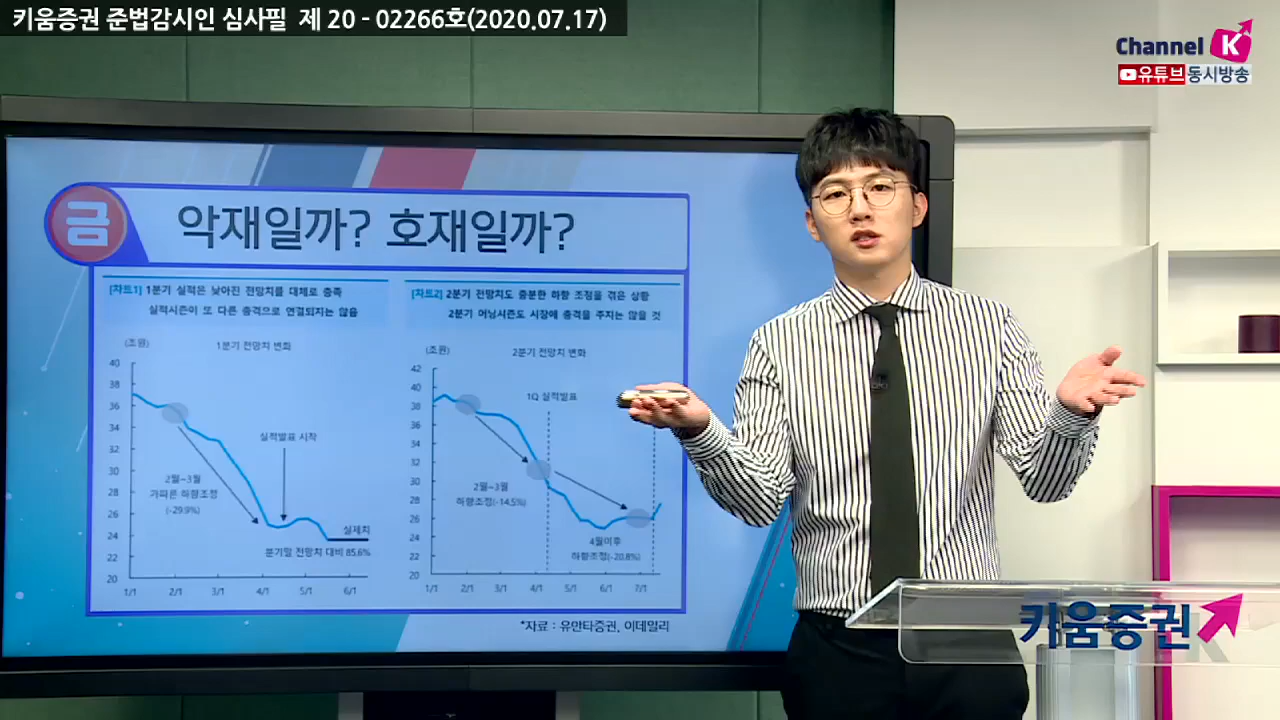 키움증권 준법감시인 심사필 제 20 - 02266호(2020.07.17)
Channel K
유튜브동시방송
금
악재일까? 호재일까?
[차트1] 1분기 실적은 낮아진 전망치를 대체로 충족
실적시즌이 또 다른 충격으로 연결되지는 않음
(조원)
1분기 전망치 변화
40
38
36
34
32
30
28
26
24
22
20
실적발표 시작
2월~3월
가파른 하향조정
(-29.9%)
실제치
분기말 전망치 대비 85.6%
1/1 2/1 3/1 4/1 5/1 6/1
[차트2] 2분기 전망치도 충분한 하향 조정을 겪은 상황
2분기 어닝시즌도 시장에 충격을 주지는 않을 것
(조원)
2분기 전망치 변화
42
40
38
36
34
32
30
28
26
24
22
20
1Q 실적발표
2월~3월
하향조정(-14.5%)
4월이후
하향조정(-20.8%)
1/1 2/1 3/1 4/1 5/1 6/1 7/1
*자료 : 유안타증권, 이데일리
키움증권